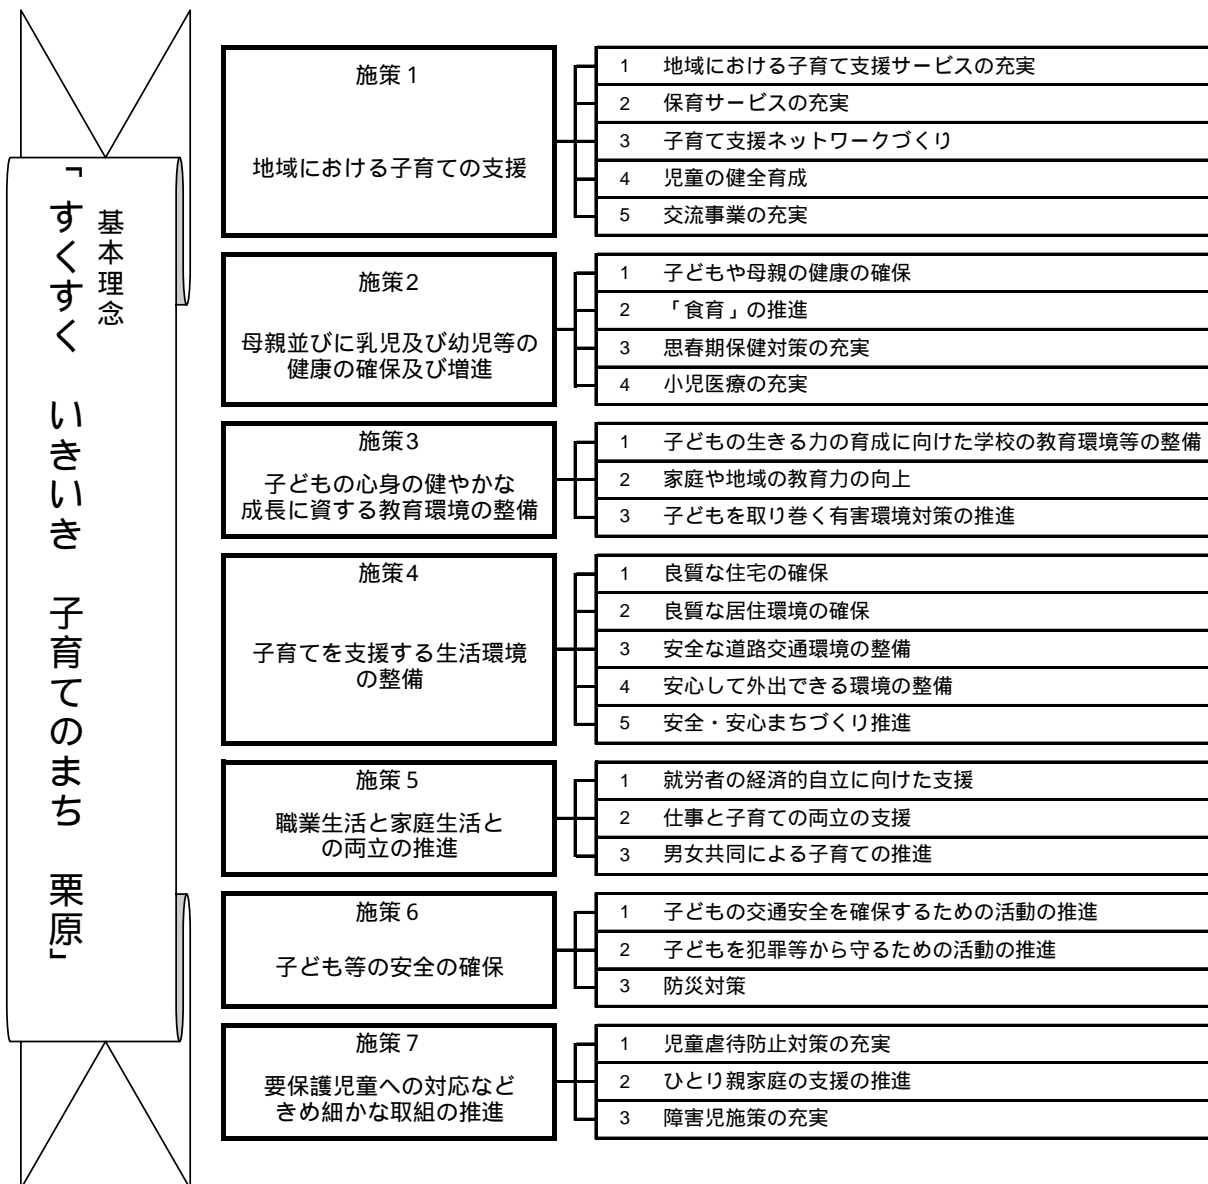 基本理念
「すくすく　いきいき　子育てのまち　栗原」
施策1
地域における子育ての支援
1 地域における子育て支援サービスの充実
2 保育サービスの充実
3 子育て支援ネットワークづくり
4 児童の健全育成
5 交流事業の充実
施策2
母親並びに乳児及び幼児等の
健康の確保及び増進
1 子どもや母親の健康の確保
2 「食育」の推進
3 思春期保健対策の充実
4 小児医療の充実
施策3
子どもの心身の健やかな
成長に資する教育環境の整備
1 子どもの生きる力の育成に向けた学校の教育環境等の整備
2 家庭や地域の教育力の向上
3 子どもを取り巻く有害環境対策の推進
施策4
子育てを支援する生活環境
の整備
1 良質な住宅の確保
2 良質な居住環境の確保
3 安全な道路交通環境の整備
4 安心して外出できる環境の整備
5 安全・安心まちづくり推進
施策5
職業生活と家庭生活と
の両立の推進
1 就労者の経済的自立に向けた支援
2 仕事と子育ての両立の支援
3 男女共同による子育ての推進
施策6
子ども等の安全の確保
1 子どもの交通安全を確保するための活動の推進
2 子どもを犯罪等から守るための活動の推進
3 防災対策
施策7
要保護児童への対応など
きめ細かな取組の推進
1 児童虐待防止対策の充実
2 ひとり親家庭の支援の推進
3 障害児施策の充実